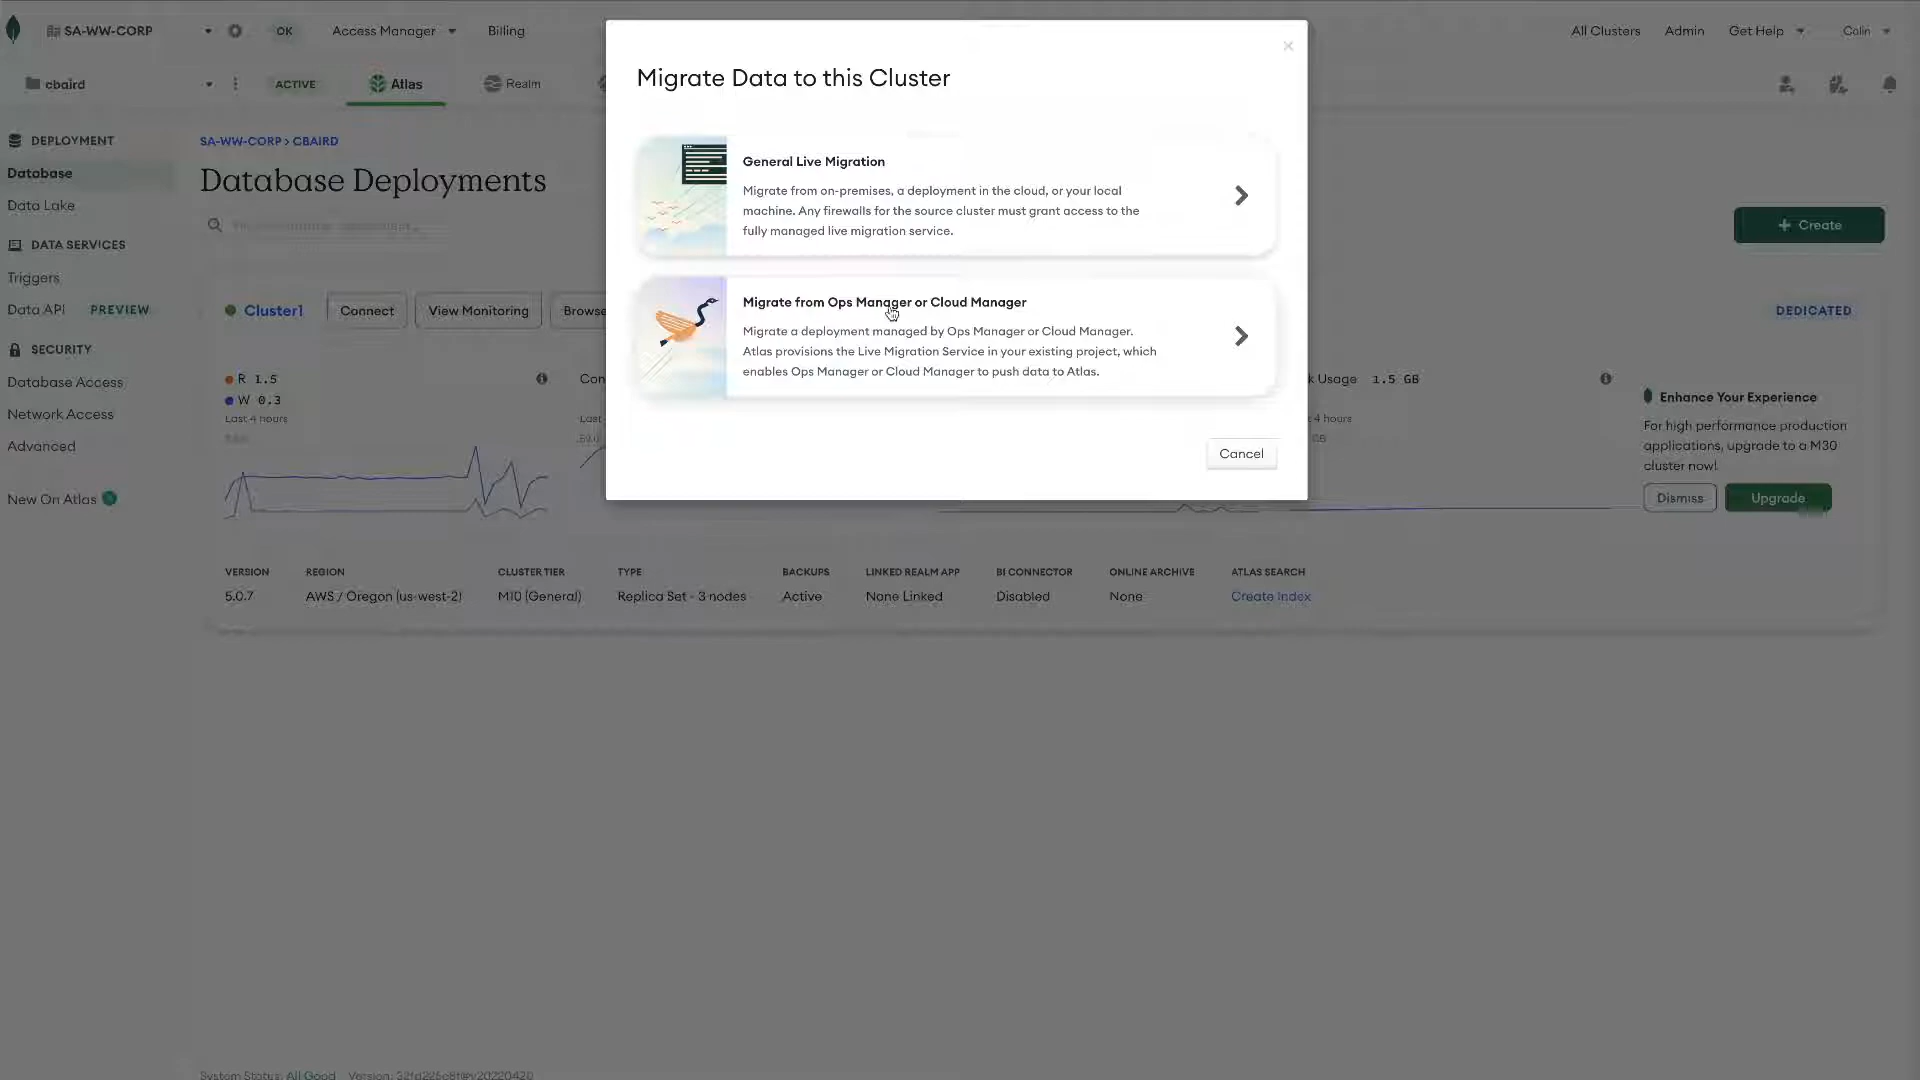 SA-WW-CORP
OK
Access Manager
Billing
All Clusters
Admin
Get Help
Colin
cbaird
ACTIVE
Atlas
Realm
DEPLOYMENT
Database
Data Lake
DATA SERVICES
Triggers
Data API PREVIEW
SECURITY
Database Access
Network Access
Advanced
New On Atlas
SA-WW-CORP > CBAIRD
Database Deployments
+ Create
Migrate Data to this Cluster
General Live Migration
Migrate from on-premises, a deployment in the cloud, or your local
machine. Any firewalls for the source cluster must grant access to the
fully managed live migration service.
Migrate from Ops Manager or Cloud Manager
Migrate a deployment managed by Ops Manager or Cloud Manager.
Atlas provisions the Live Migration Service in your existing project, which
enables Ops Manager or Cloud Manager to push data to Atlas.
Cancel
Cluster1
Connect
View Monitoring
Browse
DEDICATED
R 1.5
W 0.3
Last 4 hours
Con
Last
Usage 1.5 GB
4 hours
GB
Enhance Your Experience
For high performance production
applications, upgrade to a M30
cluster now!
Dismiss
Upgrade
VERSION REGION CLUSTER TIER TYPE BACKUPS LINKED REALM APP BI CONNECTOR ONLINE ARCHIVE ATLAS SEARCH
5.0.7 AWS / Oregon (us-west-2) M10 (General) Replica Set - 3 nodes Active None Linked Disabled None Create Index
System Status: All Good Version: